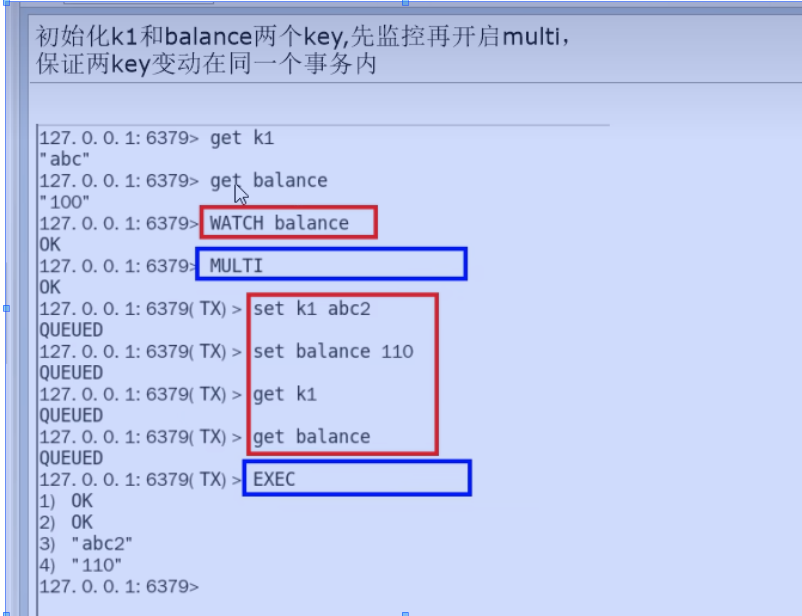 初始化k1和balance两个key,先监控再开启multi，
保证两key变动在同一个事务内
127.0.0.1:6379> get k1
"abc"
127.0.0.1:6379> get balance
"100"
127.0.0.1:6379> WATCH balance
OK
127.0.0.1:6379> MULTI
OK
127.0.0.1:6379(TX)> set k1 abc2
QUEUED
127.0.0.1:6379(TX)> set balance 110
QUEUED
127.0.0.1:6379(TX)> get k1
QUEUED
127.0.0.1:6379(TX)> get balance
QUEUED
127.0.0.1:6379(TX)> EXEC
1) OK
2) OK
3) "abc2"
4) "110"
127.0.0.1:6379>